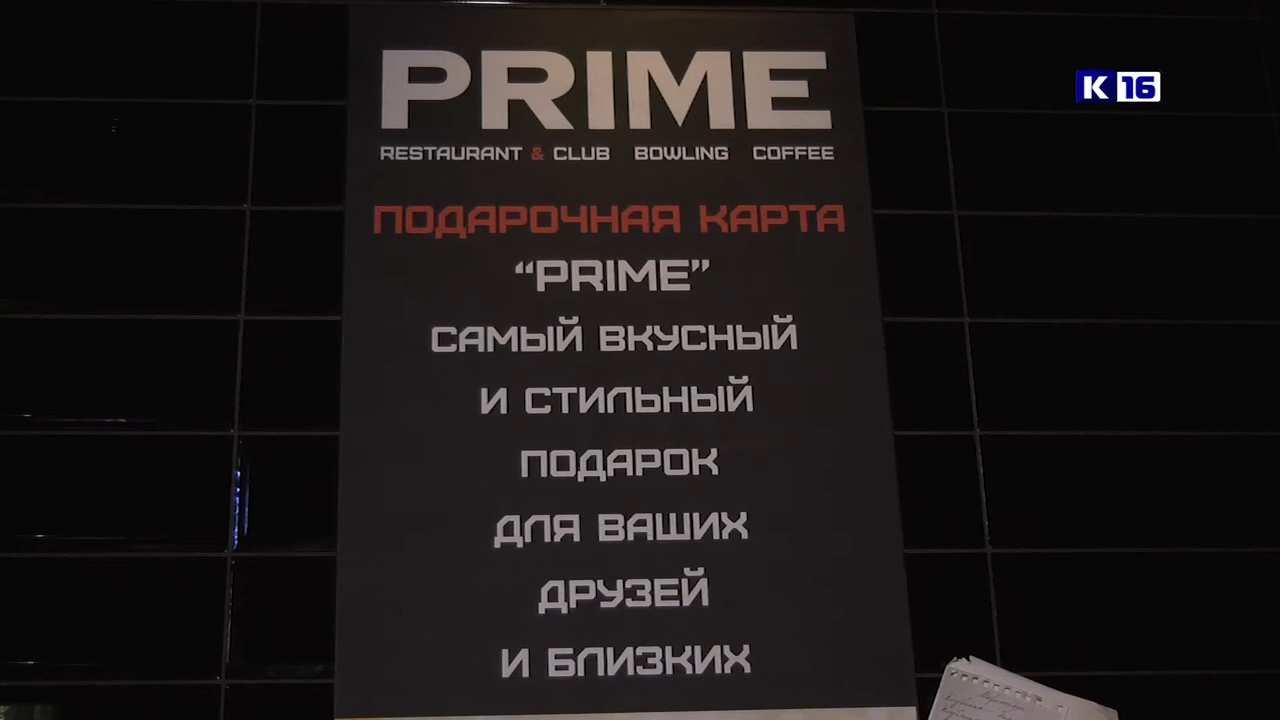 PRIME
K 16
RESTAURANT & CLUB BOWLING COFFEE
ПОДАРОЧНАЯ КАРТА
“PRIME”
САМЫЙ ВКУСНЫЙ
И СТИЛЬНЫЙ
ПОДАРОК
ДЛЯ ВАШИХ
ДРУЗЕЙ
И БЛИЗКИХ